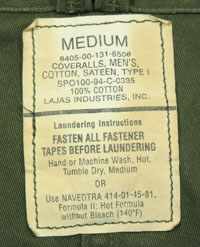 MEDIUM
8405-00-131-6508
COVERALLS, MEN'S,
COTTON, SATEEN, TYPE I
SPO100-94-C-0335
100% COTTON
LAJAS INDUSTRIES, INC.
Laundering Instructions
FASTEN ALL FASTENER
TAPES BEFORE LAUNDERING
Hand or Machine Wash, Hot,
Tumble Dry, Medium
OR
Use NAVEDTRA 414-01-45-81,
Formula II: Hot Formula
without Bleach (140°F)